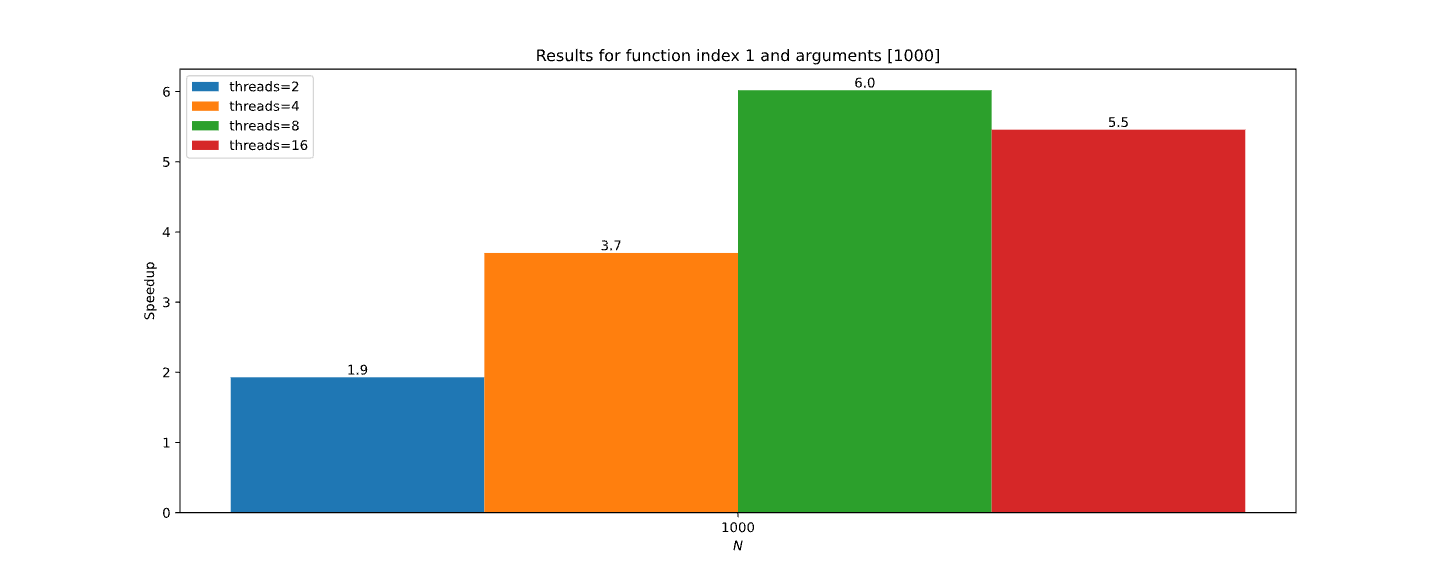 Results for function index 1 and arguments [1000]
threads=2
threads=4
threads=8
threads=16
6.0
5.5
3.7
1.9
Speedup
6
5
4
3
2
1
0
1000
N